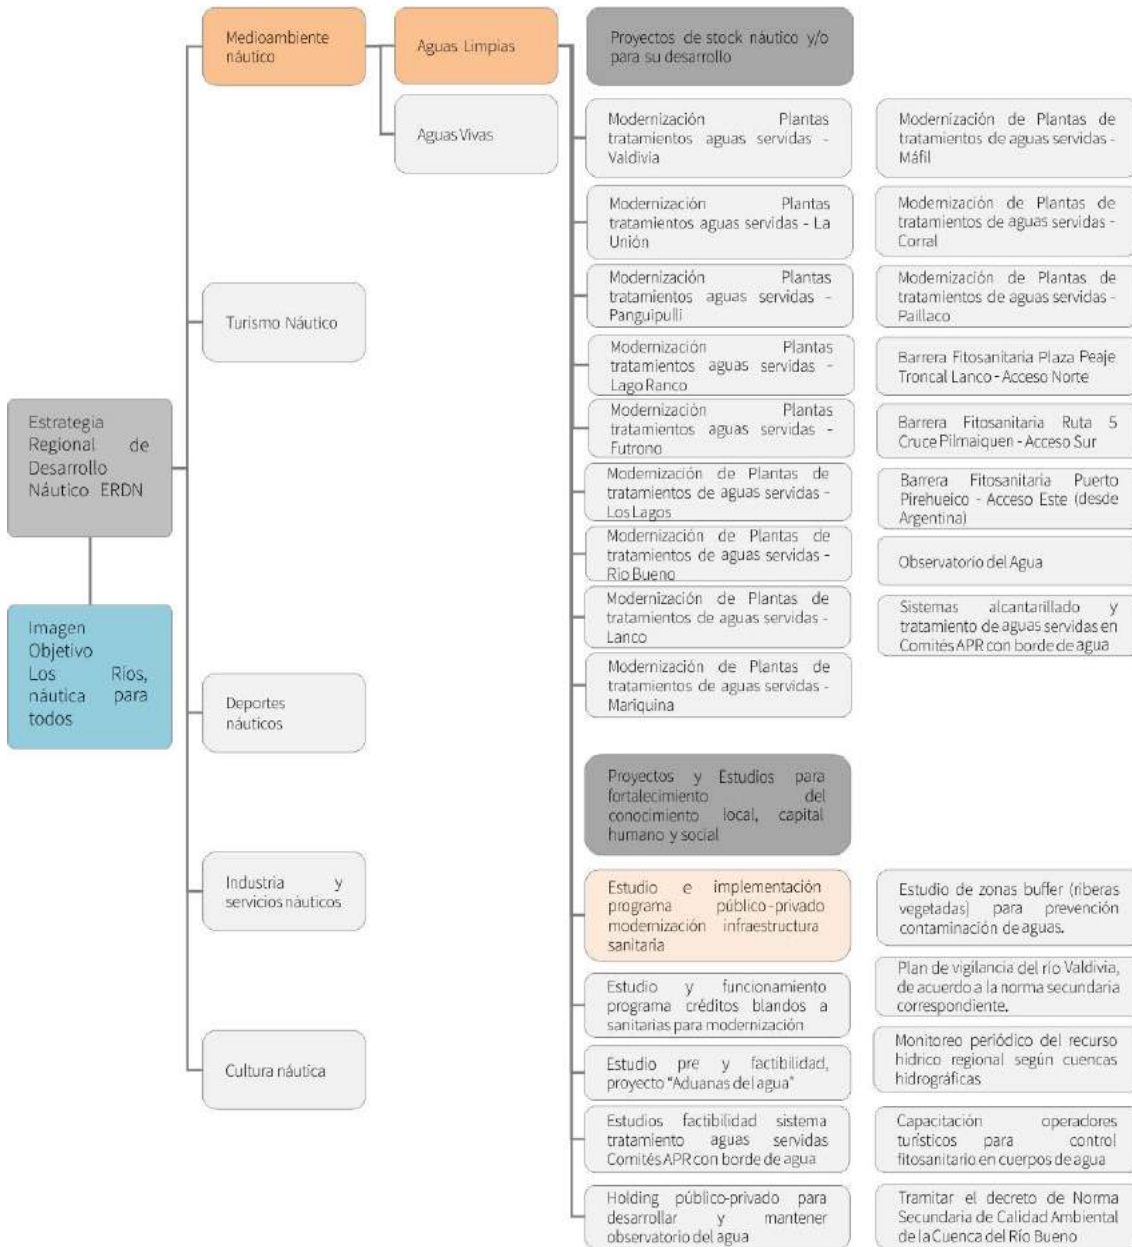 Estrategia
Regional de
Desarrollo
Náutico ERDN
Imagen
Objetivo
Los Ríos,
náutica para
todos
Medioambiente
náutico
Turismo Náutico
Deportes
náuticos
Industria y
servicios náuticos
Cultura náutica
Aguas Limpias
Aguas Vivas
Proyectos de stock náutico y/o
para su desarrollo
Modernización Plantas
tratamientos aguas servidas -
Valdivia
Modernización Plantas
tratamientos aguas servidas - La
Unión
Modernización Plantas
tratamientos aguas servidas -
Panguipulli
Modernización Plantas
tratamientos aguas servidas -
Lago Ranco
Modernización Plantas
tratamientos aguas servidas -
Futrono
Modernización de Plantas de
tratamientos de aguas servidas -
Los Lagos
Modernización de Plantas de
tratamientos de aguas servidas -
Río Bueno
Modernización de Plantas de
tratamientos de aguas servidas -
Lanco
Modernización de Plantas de
tratamientos de aguas servidas -
Mariquina
Modernización de Plantas de
tratamientos de aguas servidas -
Máfil
Modernización de Plantas de
tratamientos de aguas servidas -
Corral
Modernización de Plantas de
tratamientos de aguas servidas -
Paillaco
Barrera Fitosanitaria Plaza Peaje
Troncal Lanco - Acceso Norte
Barrera Fitosanitaria Ruta 5
Cruce Pilmaiquen - Acceso Sur
Barrera Fitosanitaria Puerto
Pirehueico - Acceso Este (desde
Argentina)
Observatorio del Agua
Sistemas alcantarillado y
tratamiento de aguas servidas en
Comités APR con borde de agua
Proyectos y Estudios para
fortalecimiento del
conocimiento local, capital
humano y social
Estudio e implementación
programa público-privado
modernización infraestructura
sanitaria
Estudio y funcionamiento
programa créditos blandos a
sanitarias para modernización
Estudio pre y factibilidad,
proyecto "Aduanas del agua"
Estudios factibilidad sistema
tratamiento aguas servidas
Comités APR con borde de agua
Holding público-privado para
desarrollar y mantener
observatorio del agua
Estudio de zonas buffer (riberas
vegetadas) para prevención
contaminación de aguas.
Plan de vigilancia del río Valdivia,
de acuerdo a la norma secundaria
correspondiente.
Monitoreo periódico del recurso
hídrico regional según cuencas
hidrográficas
Capacitación operadores
turísticos para control
fitosanitario en cuerpos de agua
Tramitar el decreto de Norma
Secundaria de Calidad Ambiental
de la Cuenca del Río Bueno